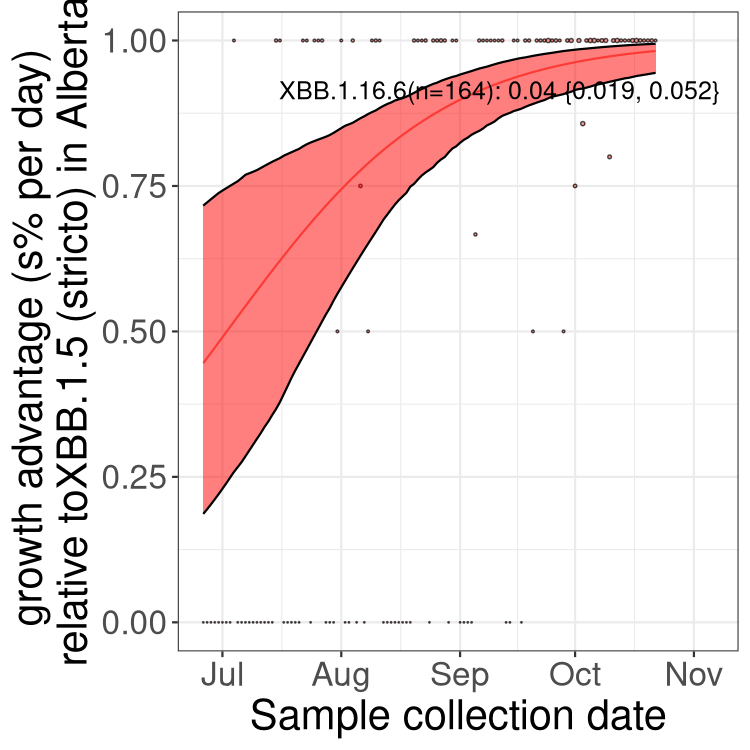 growth advantage (s% per day)
relative toXBB.1.5 (stricto) in Alberta
1.00
0.75
0.50
0.25
0.00
XBB.1.16.6(n=164): 0.04 {0.019, 0.052}
Jul Aug Sep Oct Nov
Sample collection date